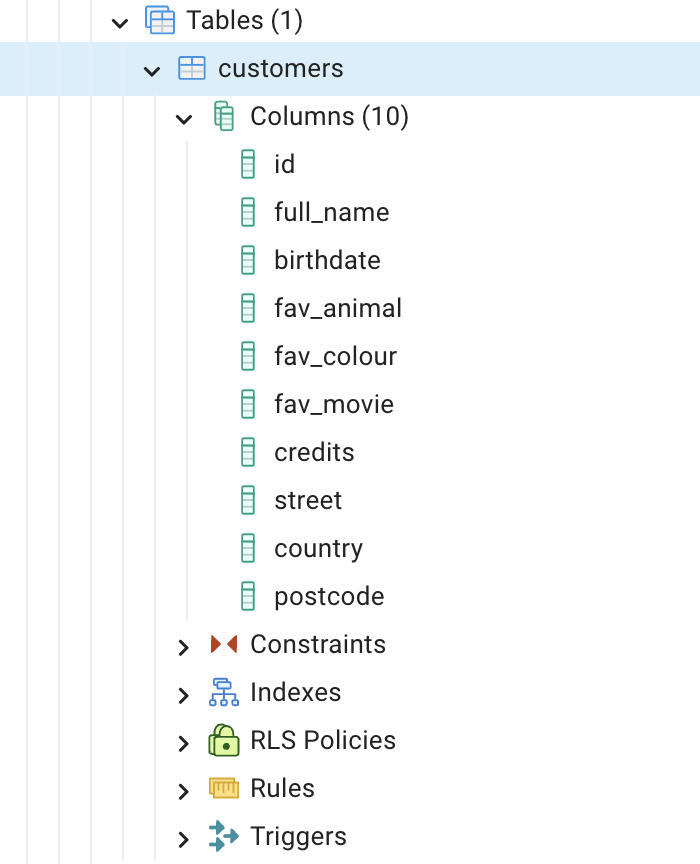 Tables (1)
customers
Columns (10)
id
full_name
birthdate
fav_animal
fav_colour
fav_movie
credits
street
country
postcode
Constraints
Indexes
RLS Policies
Rules
Triggers